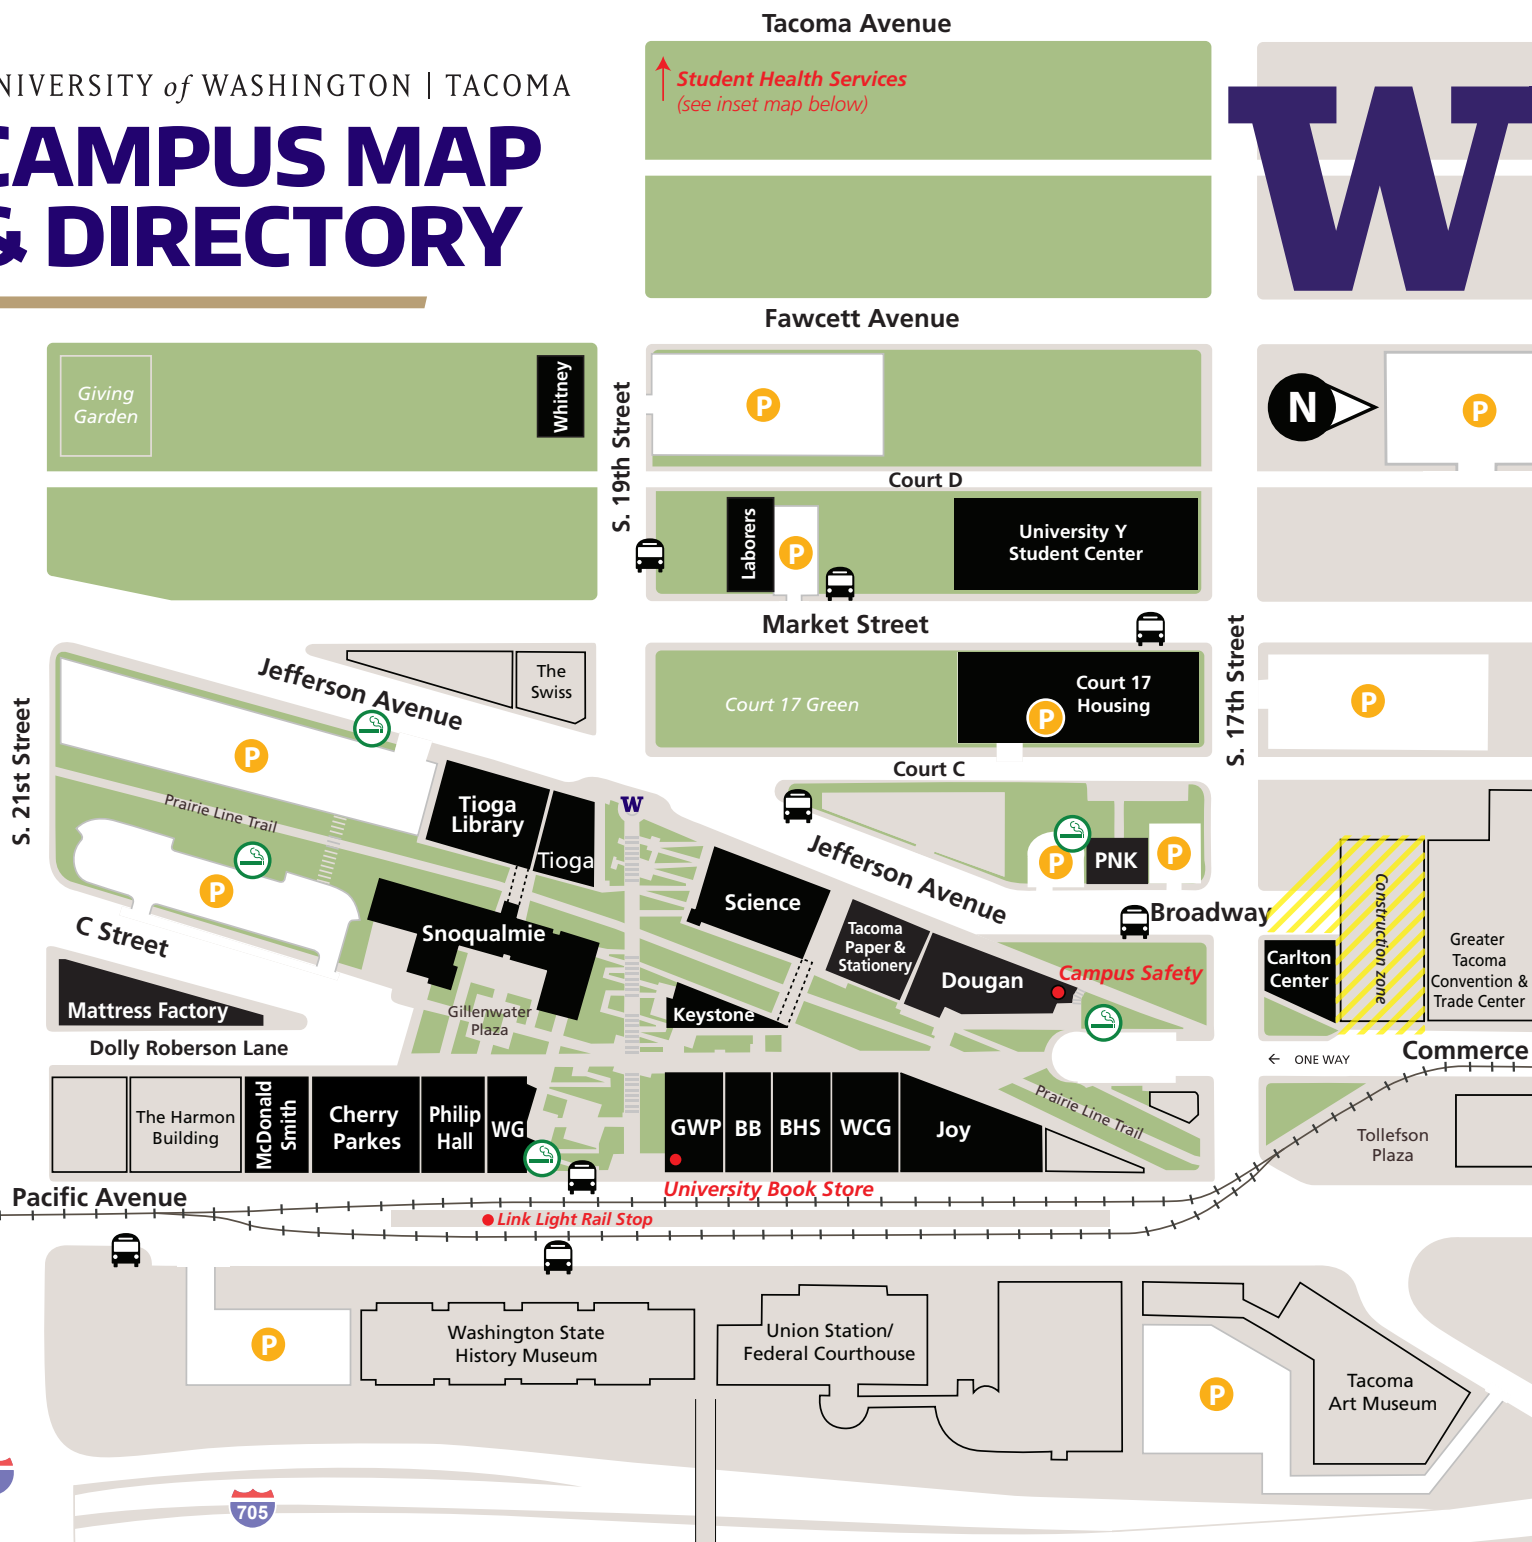 Tacoma Avenue
NIVERSITY of WASHINGTON | TACOMA
CAMPUS MAP
& DIRECTORY
Student Health Services
(see inset map below)
W
Fawcett Avenue
Giving
Garden
Whitney
S. 19th Street
P
N
P
Court D
Laborers
P
University Y
Student Center
Market Street
S. 17th Street
Jefferson Avenue
The
Swiss
Court 17 Green
Court 17
Housing
P
P
S. 21st Street
P
Court C
Prairie Line Trail
Tioga
Library
Tioga
W
Jefferson Avenue
P
PNK
P
P
C Street
Snoqualmie
Science
Tacoma
Paper &
Stationery
Dougan
Campus Safety
Broadway
Construction zone
Carlton
Center
Greater
Tacoma
Convention &
Trade Center
Mattress Factory
Gillenwater
Plaza
Keystone
Dolly Roberson Lane
← ONE WAY
Commerce
The Harmon
Building
McDonald
Smith
Cherry
Parkes
Philip
Hall
WG
GWP
BB
BHS
WCG
Joy
Prairie Line Trail
Tollefson
Plaza
Pacific Avenue
University Book Store
Link Light Rail Stop
P
Washington State
History Museum
Union Station/
Federal Courthouse
P
Tacoma
Art Museum
705